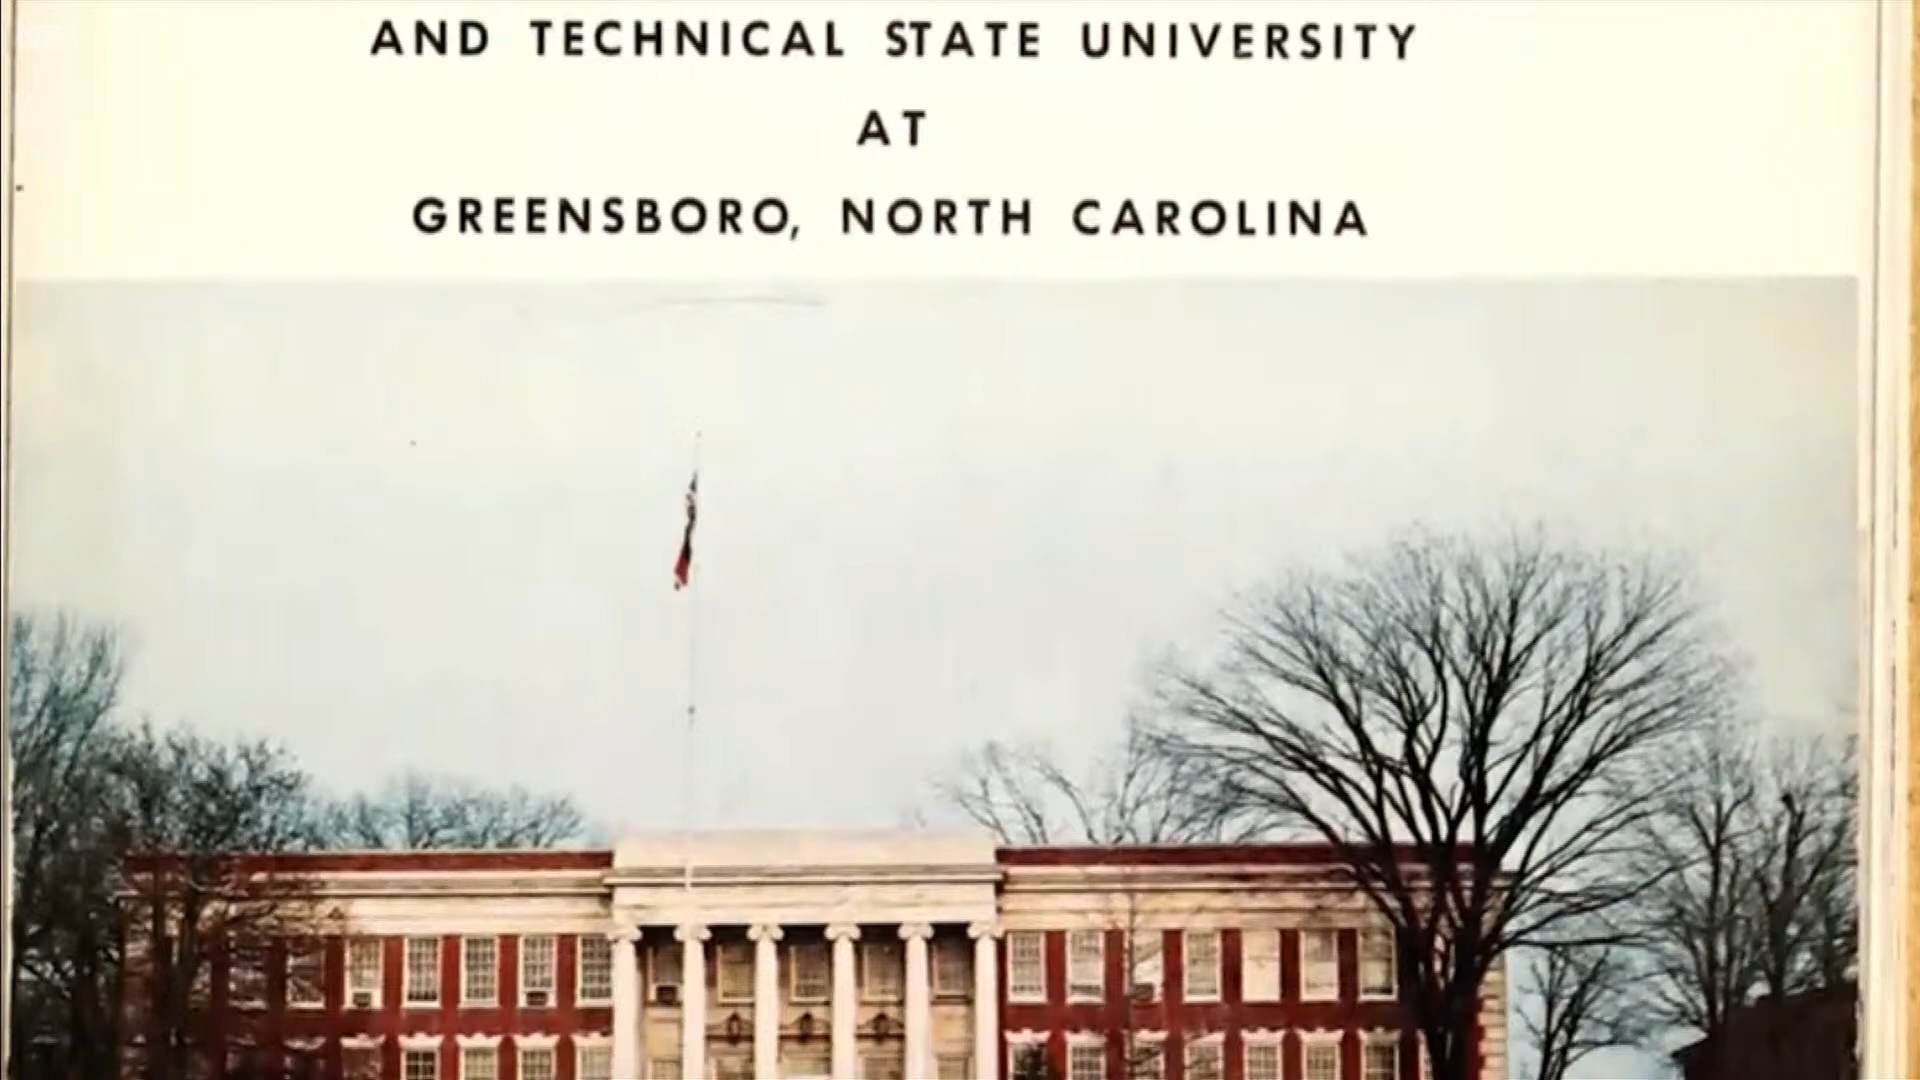 AND TECHNICAL STATE UNIVERSITY
AT
GREENSBORO, NORTH CAROLINA